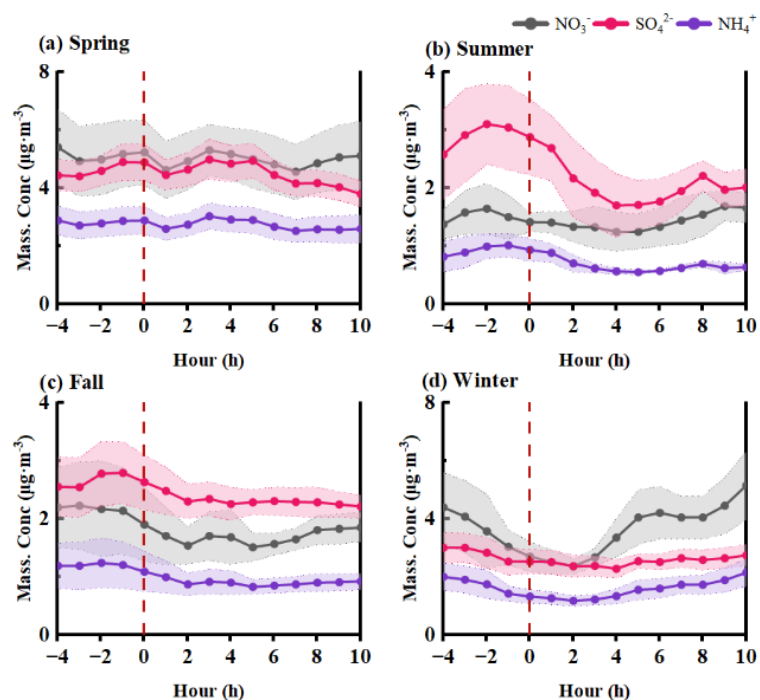 NO₃⁻ SO₄²⁻ NH₄⁺
(a) Spring
(b) Summer
8
4
0
Mass. Conc (μg·m⁻³)
−4 −2 0 2 4 6 8 10
Hour (h)
4
2
0
Mass. Conc (μg·m⁻³)
−4 −2 0 2 4 6 8 10
Hour (h)
(c) Fall
(d) Winter
4
2
0
Mass. Conc (μg·m⁻³)
−4 −2 0 2 4 6 8 10
Hour (h)
8
4
0
Mass. Conc (μg·m⁻³)
−4 −2 0 2 4 6 8 10
Hour (h)